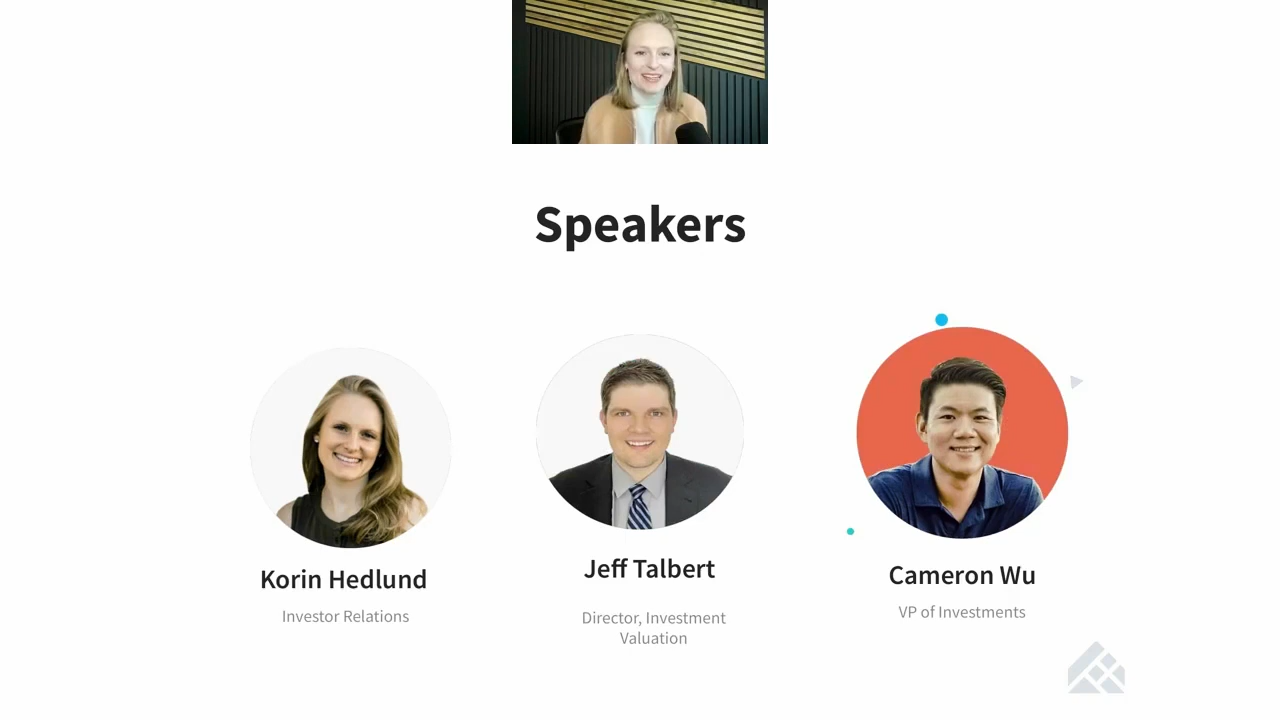 Speakers
Korin Hedlund
Investor Relations
Jeff Talbert
Director, Investment
Valuation
Cameron Wu
VP of Investments